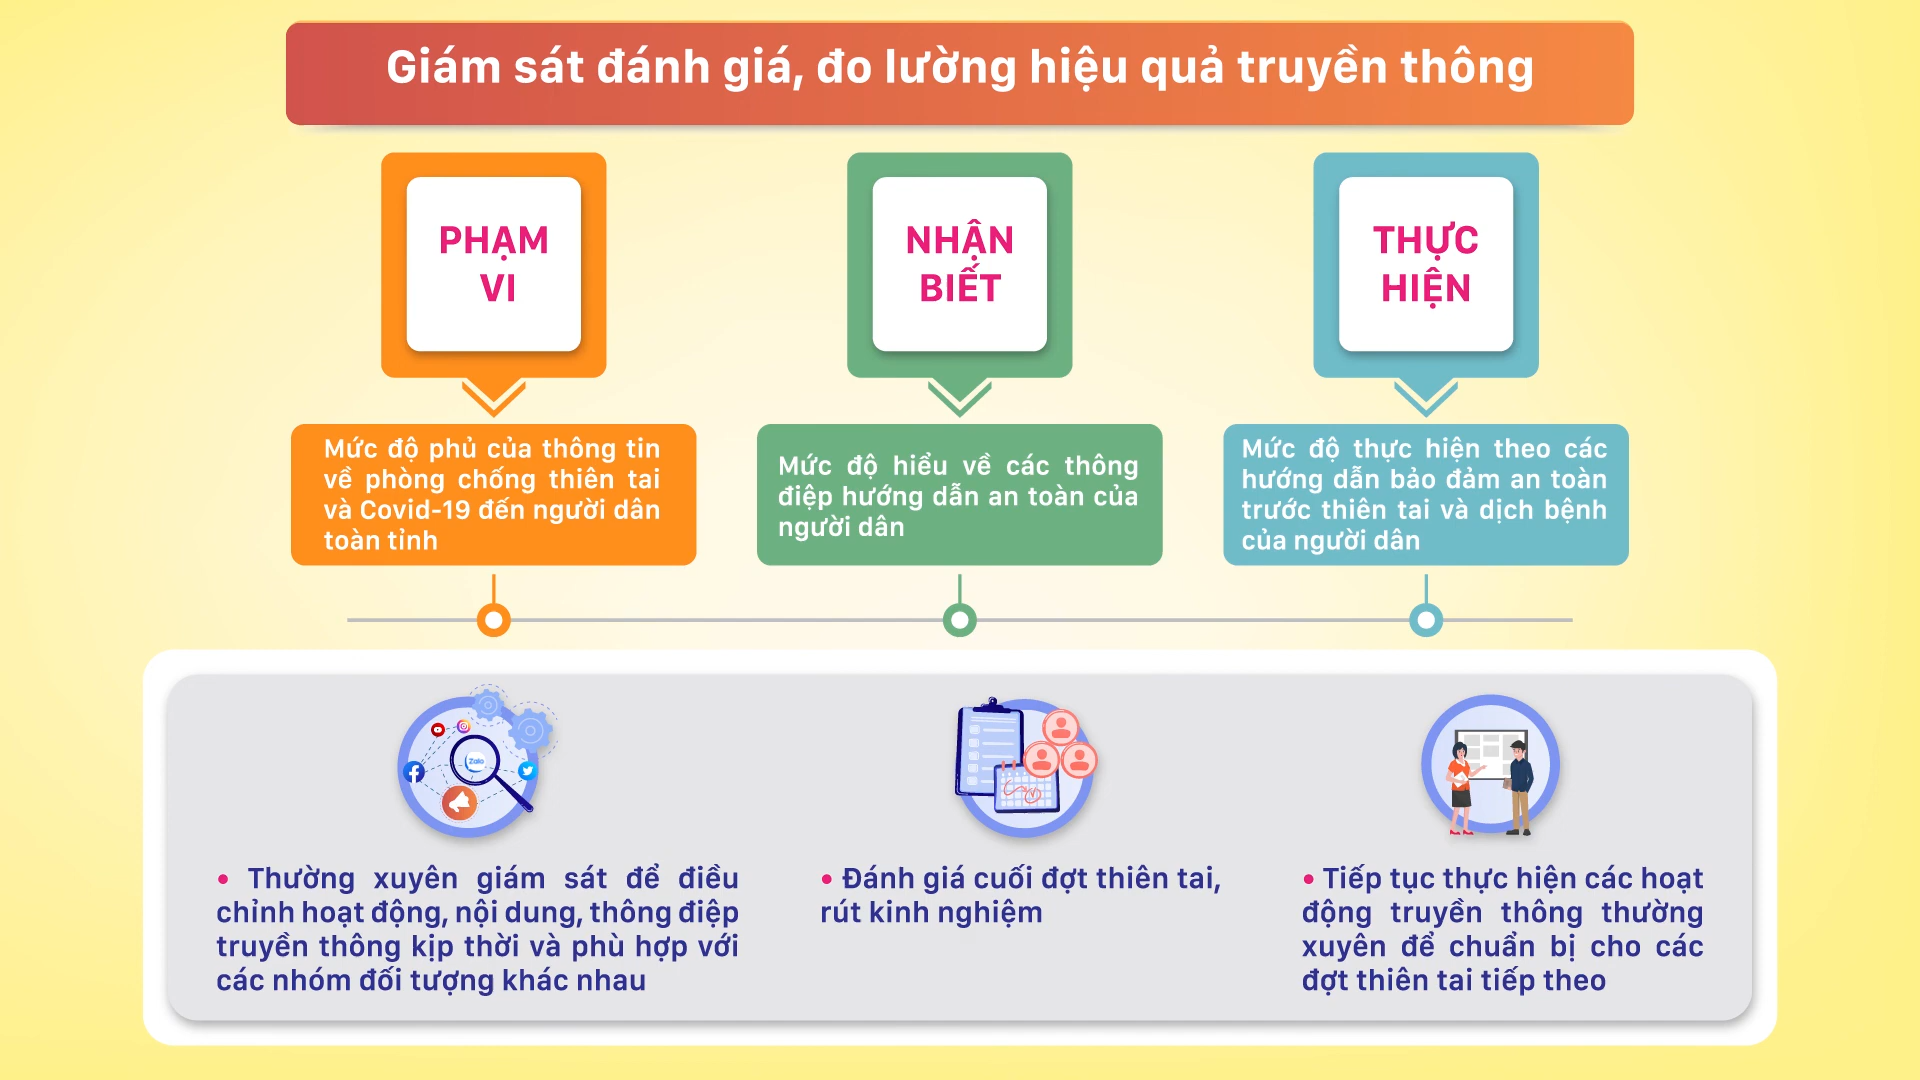 Giám sát đánh giá, đo lường hiệu quả truyền thông
PHẠM
VI
NHẬN
BIẾT
THỰC
HIỆN
Mức độ phủ của thông tin
về phòng chống thiên tai
và Covid-19 đến người dân
toàn tỉnh
Mức độ hiểu về các thông
điệp hướng dẫn an toàn của
người dân
Mức độ thực hiện theo các
hướng dẫn bảo đảm an toàn
trước thiên tai và dịch bệnh
của người dân
Zalo
• Thường xuyên giám sát để điều
chỉnh hoạt động, nội dung, thông điệp
truyền thông kịp thời và phù hợp với
các nhóm đối tượng khác nhau
• Đánh giá cuối đợt thiên tai,
rút kinh nghiệm
• Tiếp tục thực hiện các hoạt
động truyền thông thường
xuyên để chuẩn bị cho các
đợt thiên tai tiếp theo